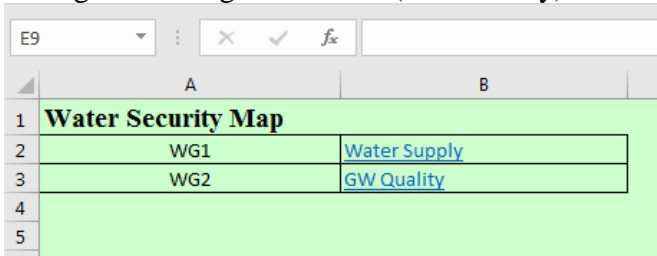 E9 fx
A B
1 Water Security Map
2 WG1 Water Supply
3 WG2 GW Quality
4
5